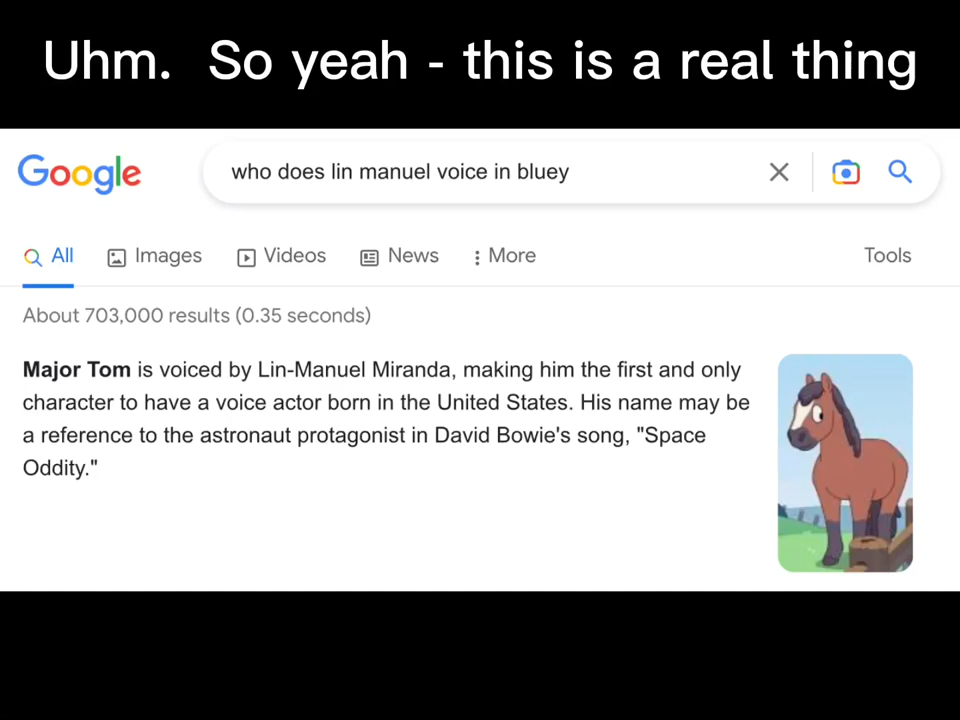 Uhm. So yeah - this is a real thing
Google
who does lin manuel voice in bluey
All Images Videos News More Tools
About 703,000 results (0.35 seconds)
Major Tom is voiced by Lin-Manuel Miranda, making him the first and only
character to have a voice actor born in the United States. His name may be
a reference to the astronaut protagonist in David Bowie's song, "Space
Oddity."